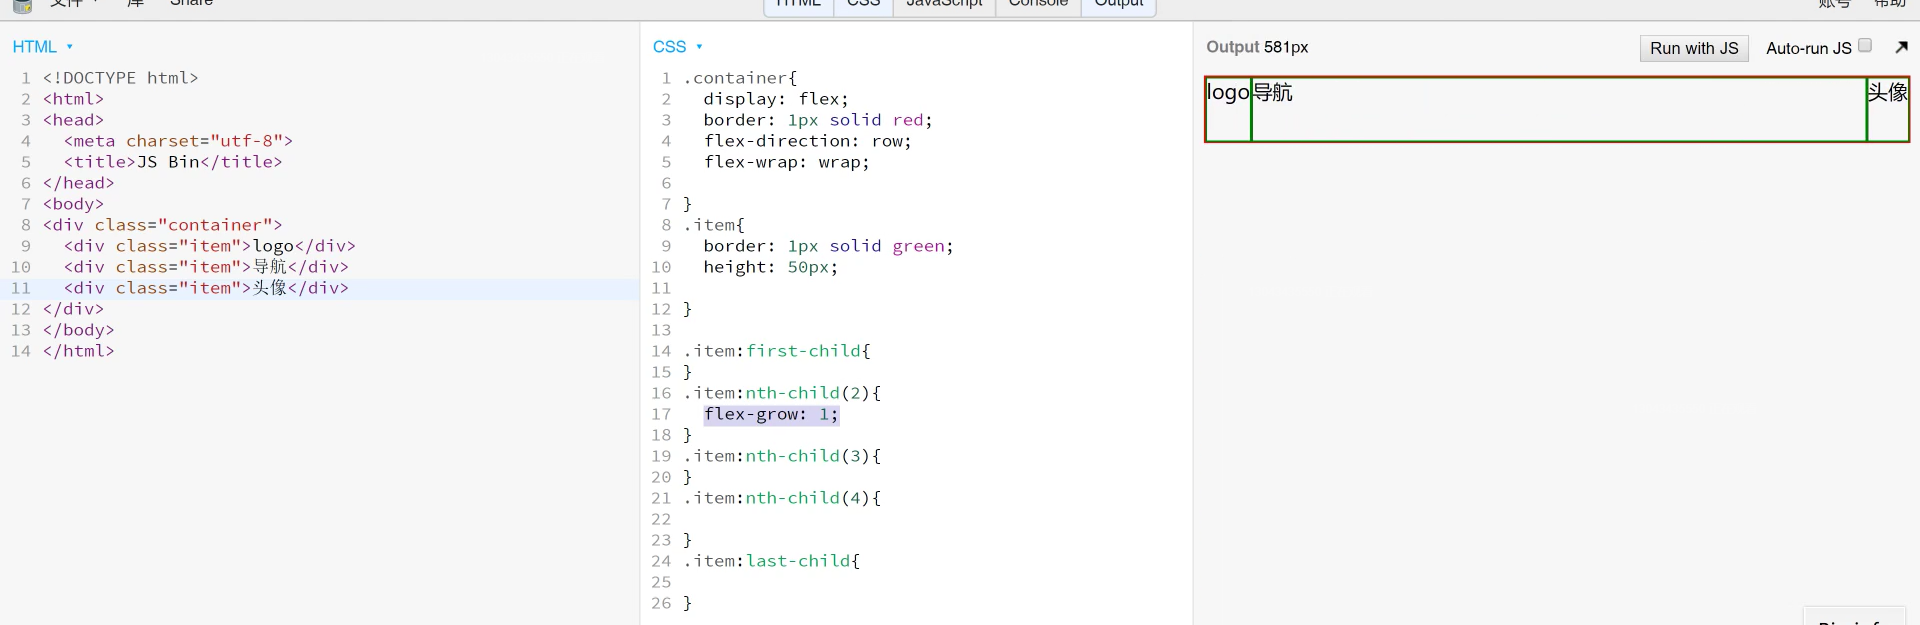 文件 库 Share HTML CSS JavaScript Console Output 账号 帮助
HTML
1 <!DOCTYPE html>
2 <html>
3 <head>
4 <meta charset="utf-8">
5 <title>JS Bin</title>
6 </head>
7 <body>
8 <div class="container">
9 <div class="item">logo</div>
10 <div class="item">导航</div>
11 <div class="item">头像</div>
12 </div>
13 </body>
14 </html>
CSS
1 .container{
2 display: flex;
3 border: 1px solid red;
4 flex-direction: row;
5 flex-wrap: wrap;
6
7 }
8 .item{
9 border: 1px solid green;
10 height: 50px;
11
12 }
13
14 .item:first-child{
15 }
16 .item:nth-child(2){
17 flex-grow: 1;
18 }
19 .item:nth-child(3){
20 }
21 .item:nth-child(4){
22
23 }
24 .item:last-child{
25
26 }
Output 581px Run with JS Auto-run JS
logo 导航 头像